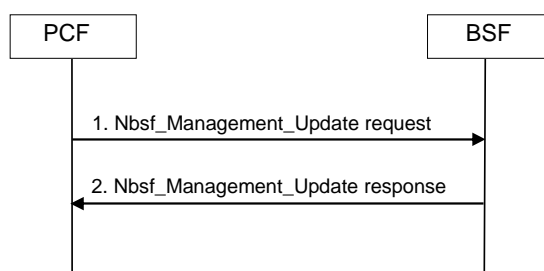 PCF
BSF
1. Nbsf_Management_Update request
2. Nbsf_Management_Update response